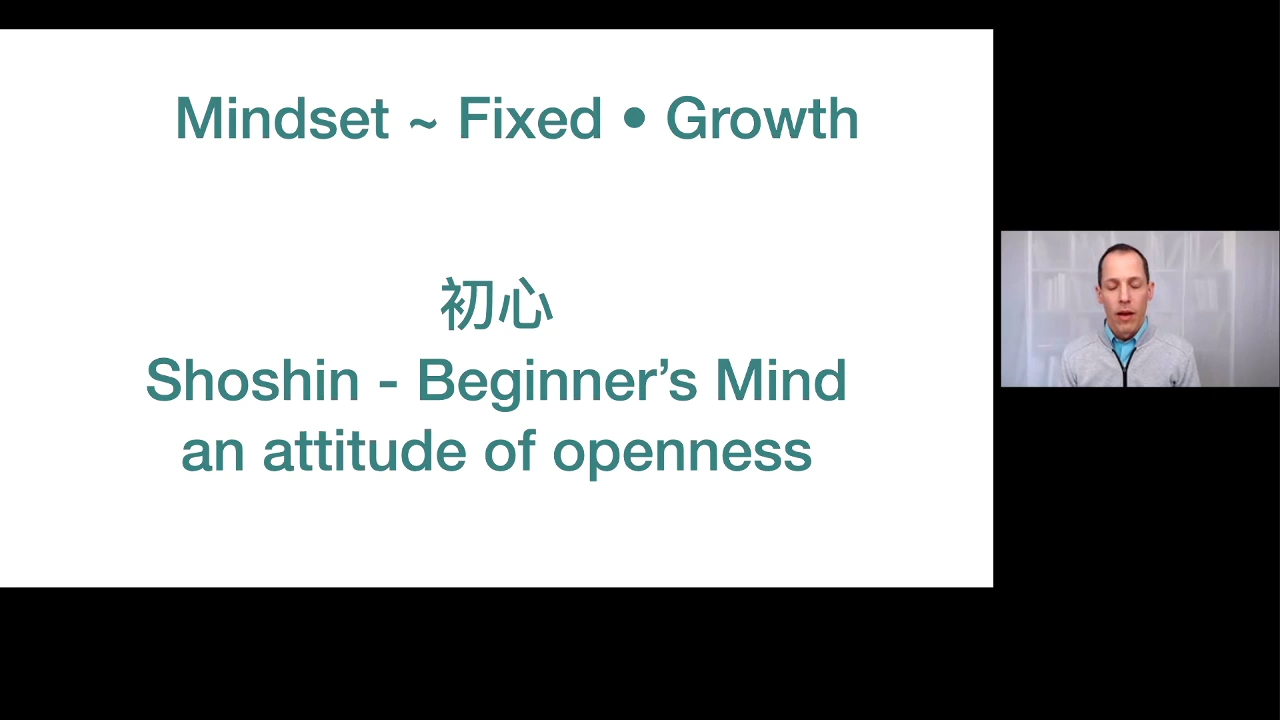 Mindset ~ Fixed • Growth
初心
Shoshin - Beginner’s Mind
an attitude of openness